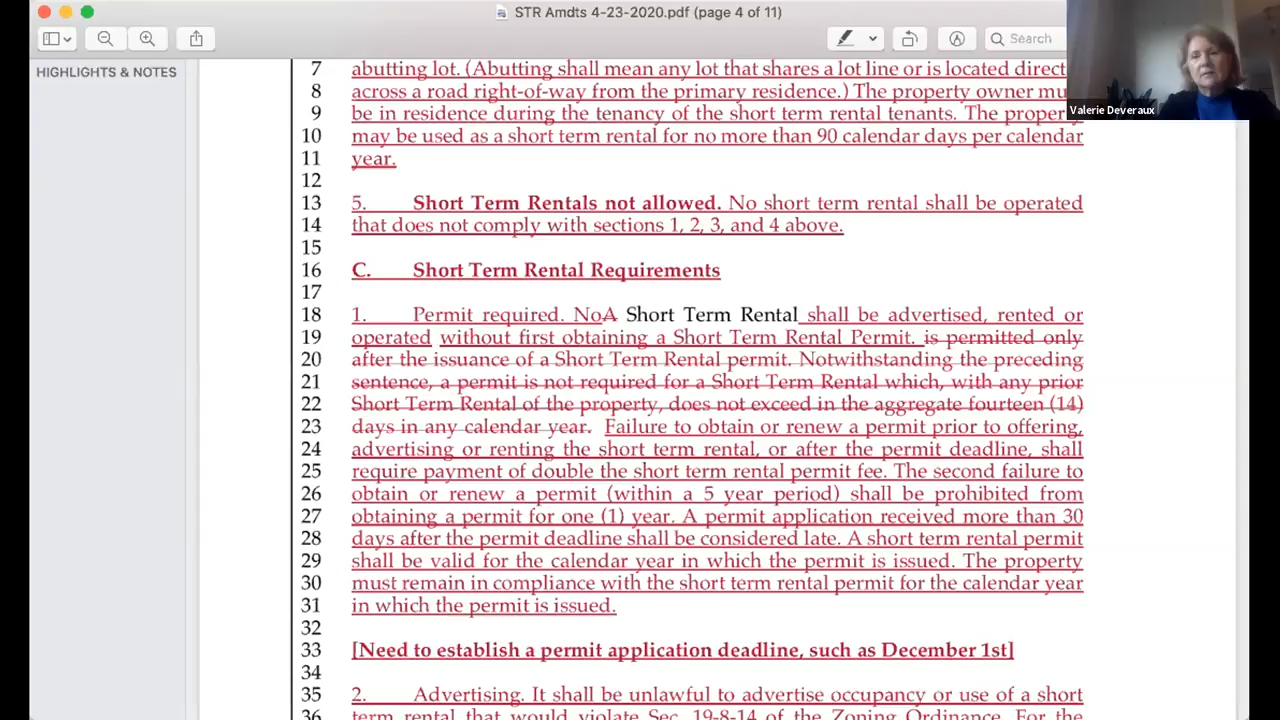 STR Amdts 4-23-2020.pdf (page 4 of 11)
Search
HIGHLIGHTS & NOTES
Valerie Deveraux
7 abutting lot. (Abutting shall mean any lot that shares a lot line or is located
8 across a road right-of-way from the primary residence.) The property owner
9 be in residence during the tenancy of the short term rental tenants. The
10 may be used as a short term rental for no more than 90 calendar days per calendar
11 year.
12
13 5. Short Term Rentals not allowed. No short term rental shall be operated
14 that does not comply with sections 1, 2, 3, and 4 above.
15
16 C. Short Term Rental Requirements
17
18 1. Permit required. NoA Short Term Rental shall be advertised, rented or
19 operated without first obtaining a Short Term Rental Permit. is permitted only
20 after the issuance of a Short Term Rental permit. Notwithstanding the preceding
21 sentence, a permit is not required for a Short Term Rental which, with any prior
22 Short Term Rental of the property, does not exceed in the aggregate fourteen (14)
23 days in any calendar year. Failure to obtain or renew a permit prior to offering,
24 advertising or renting the short term rental, or after the permit deadline, shall
25 require payment of double the short term rental permit fee. The second failure to
26 obtain or renew a permit (within a 5 year period) shall be prohibited from
27 obtaining a permit for one (1) year. A permit application received more than 30
28 days after the permit deadline shall be considered late. A short term rental permit
29 shall be valid for the calendar year in which the permit is issued. The property
30 must remain in compliance with the short term rental permit for the calendar year
31 in which the permit is issued.
32
33 [Need to establish a permit application deadline, such as December 1st]
34
35 2. Advertising. It shall be unlawful to advertise occupancy or use of a short
36 term rental that would violate Sec. 19-8-14 of the Zoning Ordinance. For the